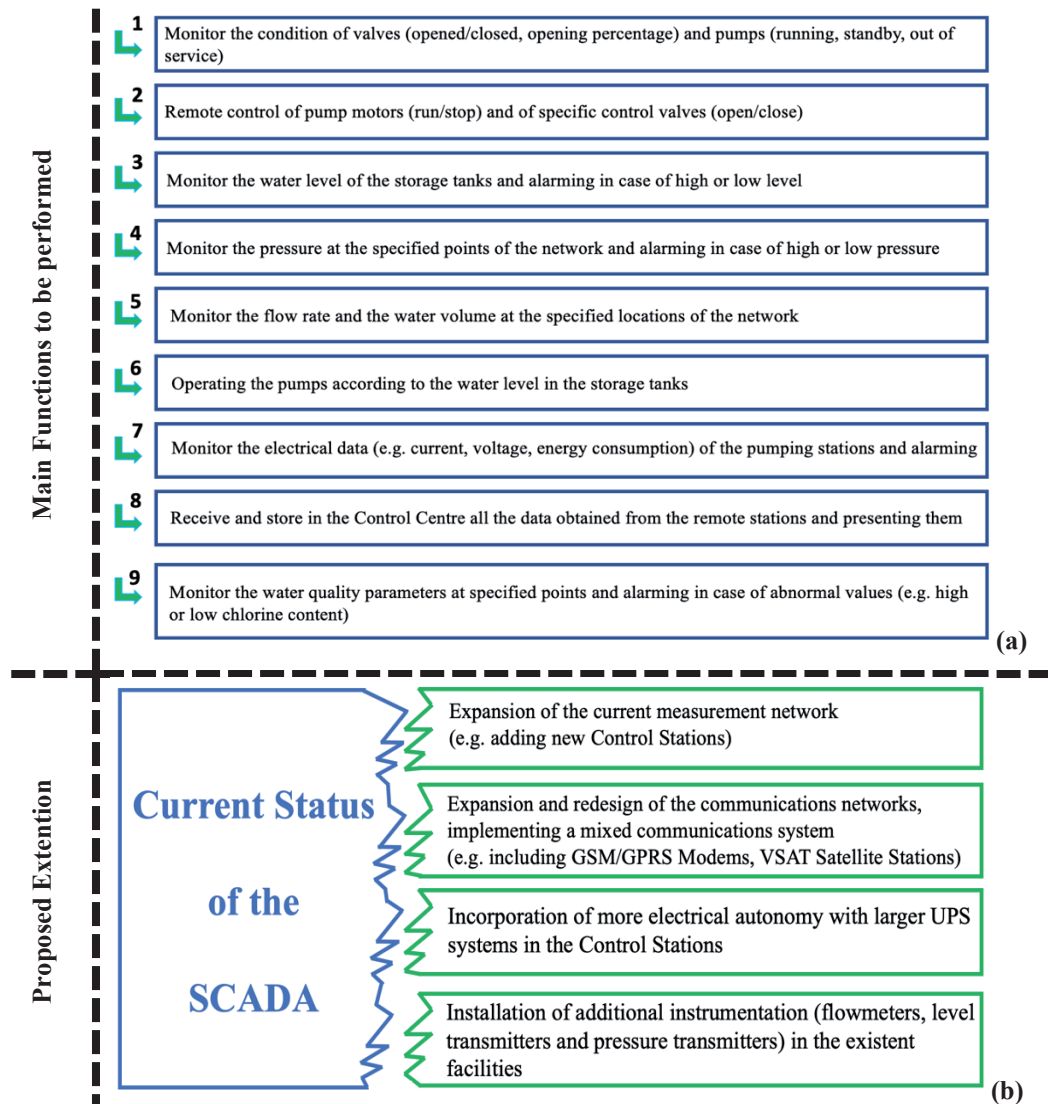 Main Functions to be performed
1
Monitor the condition of valves (opened/closed, opening percentage) and pumps (running, standby, out of
service)
2
Remote control of pump motors (run/stop) and of specific control valves (open/close)
3
Monitor the water level of the storage tanks and alarming in case of high or low level
4
Monitor the pressure at the specified points of the network and alarming in case of high or low pressure
5
Monitor the flow rate and the water volume at the specified locations of the network
6
Operating the pumps according to the water level in the storage tanks
7
Monitor the electrical data (e.g. current, voltage, energy consumption) of the pumping stations and alarming
8
Receive and store in the Control Centre all the data obtained from the remote stations and presenting them
9
Monitor the water quality parameters at specified points and alarming in case of abnormal values (e.g. high
or low chlorine content)
(a)
Proposed Extention
Current Status
of the
SCADA
Expansion of the current measurement network
(e.g. adding new Control Stations)
Expansion and redesign of the communications networks,
implementing a mixed communications system
(e.g. including GSM/GPRS Modems, VSAT Satellite Stations)
Incorporation of more electrical autonomy with larger UPS
systems in the Control Stations
Installation of additional instrumentation (flowmeters, level
transmitters and pressure transmitters) in the existent
facilities
(b)